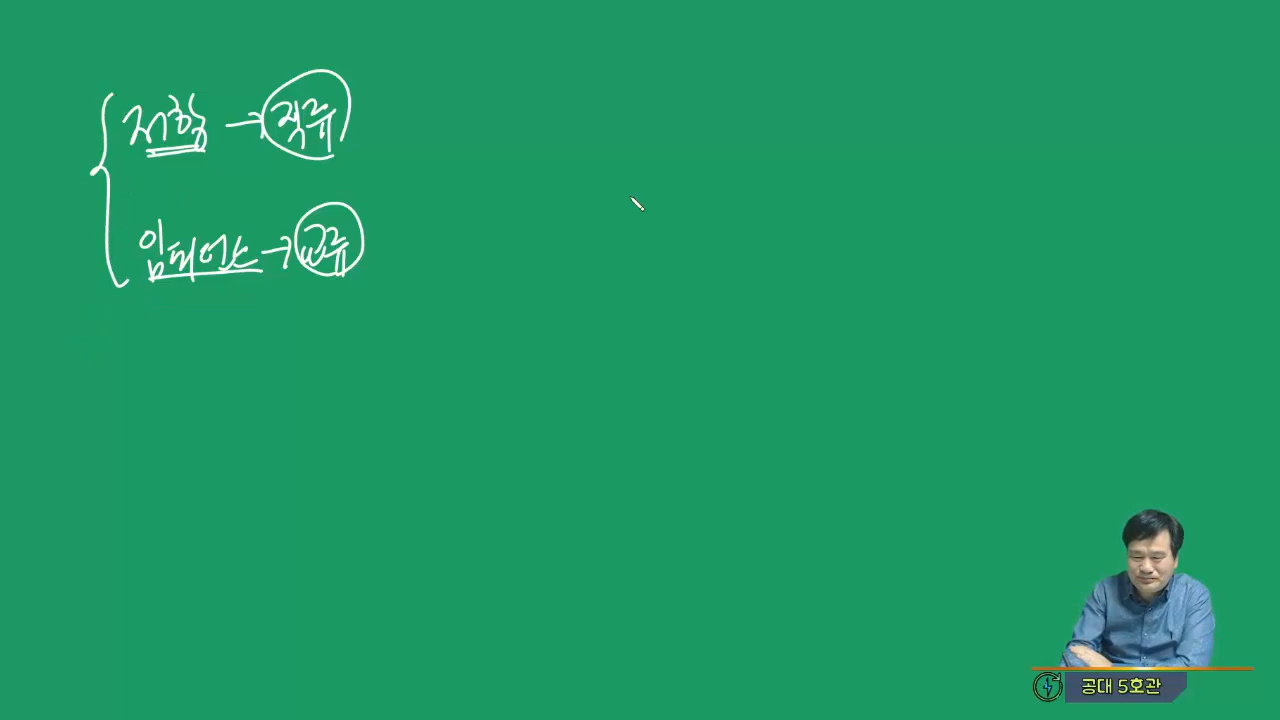 저항 → 직류
임피던스 → 교류
공대 5호관